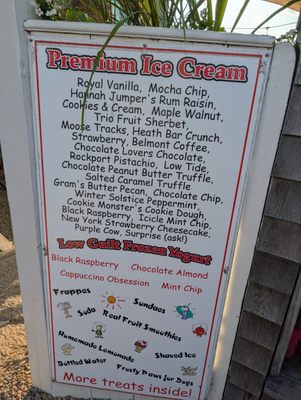 Premium Ice Cream
Royal Vanilla, Mocha Chip,
Hannah Jumper's Rum Raisin,
Cookies & Cream, Maple Walnut,
Trio Fruit Sherbet,
Moose Tracks, Heath Bar Crunch,
Strawberry, Belmont Coffee,
Chocolate Lovers Chocolate,
Rockport Pistachio, Low Tide,
Chocolate Peanut Butter Truffle,
Salted Caramel Truffle
Gram's Butter Pecan, Chocolate Chip,
Winter Solstice Peppermint,
Cookie Monster's Cookie Dough,
Black Raspberry, Icicle Mint Chip,
New York Strawberry Cheesecake,
Purple Cow, Surprise (ask!)
Low Guilt Frozen Yogurt
Black Raspberry Chocolate Almond
Cappuccino Obsession Mint Chip
Frappes Sundaes
Soda Real Fruit Smoothies
Homemade Lemonade Shaved Ice
Bottled Water Frosty Paws for Dogs
More treats inside!